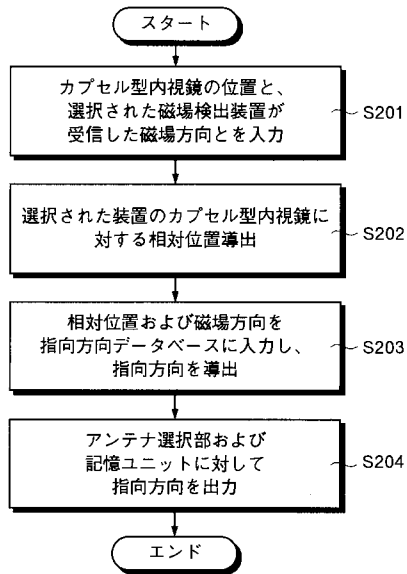 スタート
カプセル型内視鏡の位置と、
選択された磁場検出装置が
受信した磁場方向とを入力
S201
選択された装置のカプセル型内視鏡に
対する相対位置導出
S202
相対位置および磁場方向を
指向方向データベースに入力し、
指向方向を導出
S203
アンテナ選択部および
記憶ユニットに対して
指向方向を出力
S204
エンド